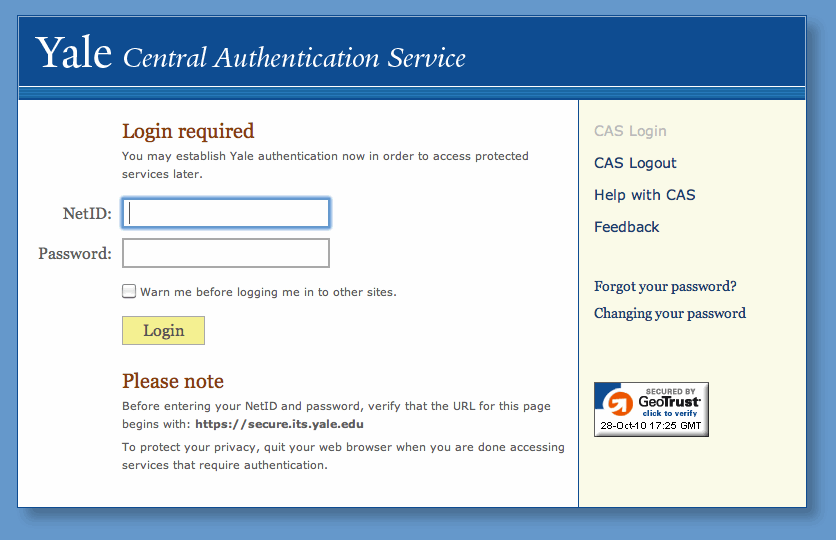 Yale Central Authentication Service
Login required
You may establish Yale authentication now in order to access protected
services later.
NetID:
Password:
Warn me before logging me in to other sites.
Login
Please note
Before entering your NetID and password, verify that the URL for this page
begins with: https://secure.its.yale.edu
To protect your privacy, quit your web browser when you are done accessing
services that require authentication.
CAS Login
CAS Logout
Help with CAS
Feedback
Forgot your password?
Changing your password
SECURED BY
GeoTrust
click to verify
28-Oct-10 17:25 GMT